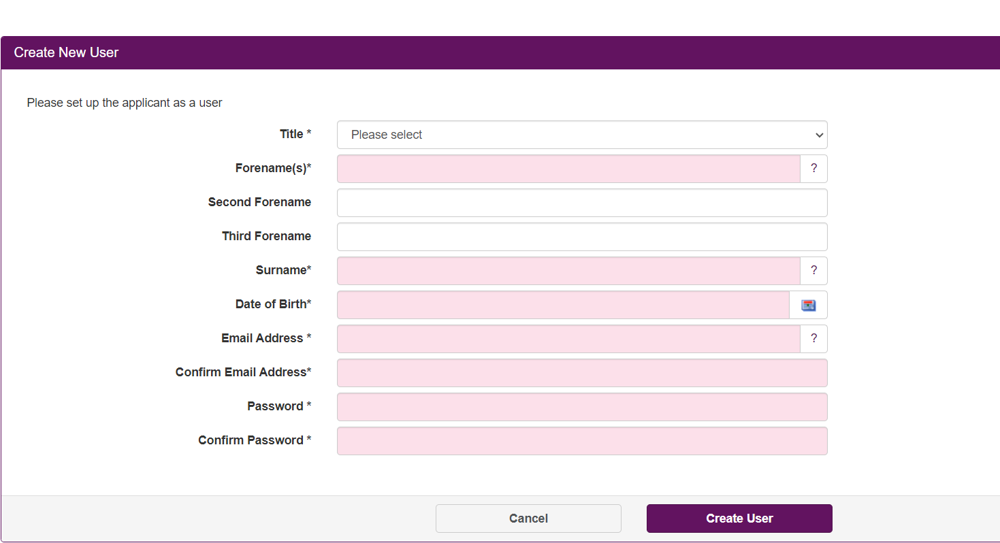 Create New User
Please set up the applicant as a user
Title * Please select
Forename(s)* ?
Second Forename
Third Forename
Surname* ?
Date of Birth*
Email Address * ?
Confirm Email Address*
Password *
Confirm Password *
Cancel Create User